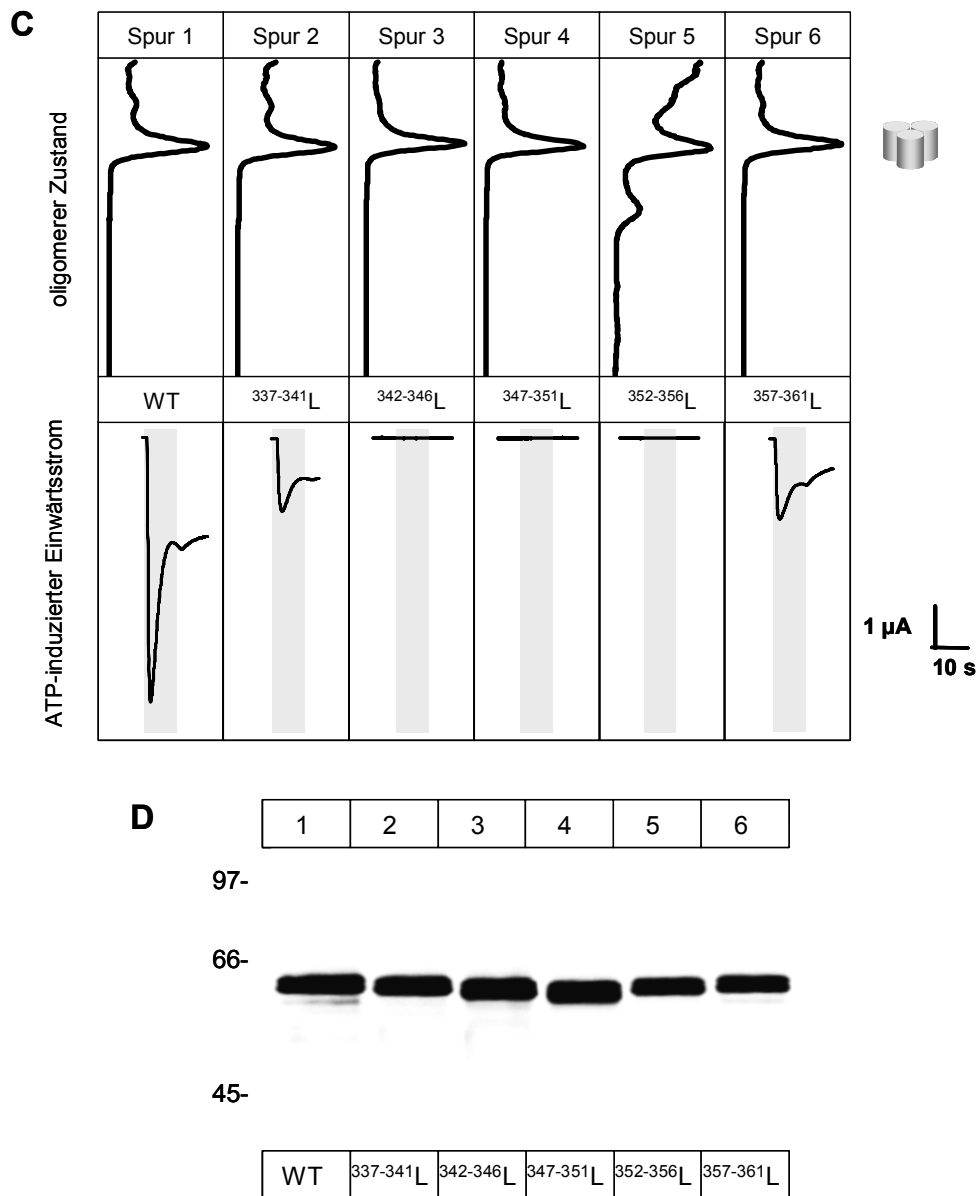 C
Spur 1 Spur 2 Spur 3 Spur 4 Spur 5 Spur 6
oligomerer Zustand
WT 337-341L 342-346L 347-351L 352-356L 357-361L
ATP-induzierter Einwärtsstrom
1 µA
10 s
D
1 2 3 4 5 6
97-
66-
45-
WT 337-341L 342-346L 347-351L 352-356L 357-361L